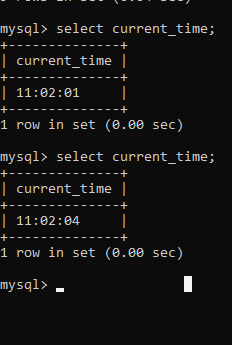 mysql> select current_time;
+--------------+
| current_time |
+--------------+
| 11:02:01     |
+--------------+
1 row in set (0.00 sec)
mysql> select current_time;
+--------------+
| current_time |
+--------------+
| 11:02:04     |
+--------------+
1 row in set (0.00 sec)
mysql> _